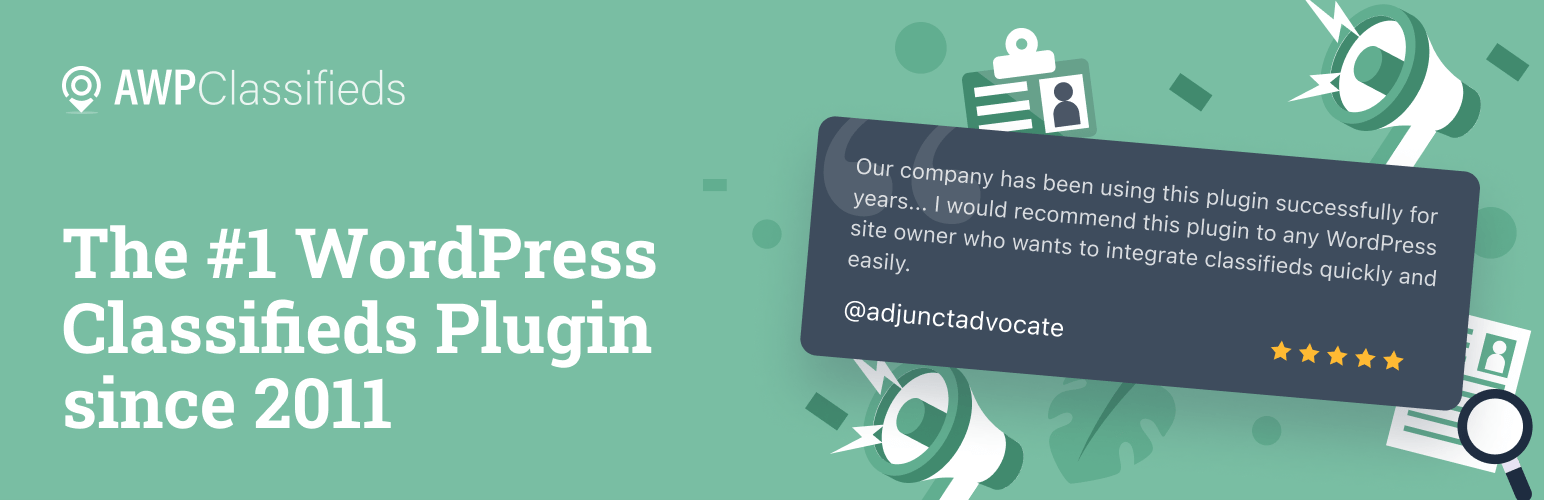 AWPClassifieds
The #1 WordPress
Classifieds Plugin
since 2011
Our company has been using this plugin successfully for
years... I would recommend this plugin to any WordPress
site owner who wants to integrate classifieds quickly and
easily.
@adjunctadvocate